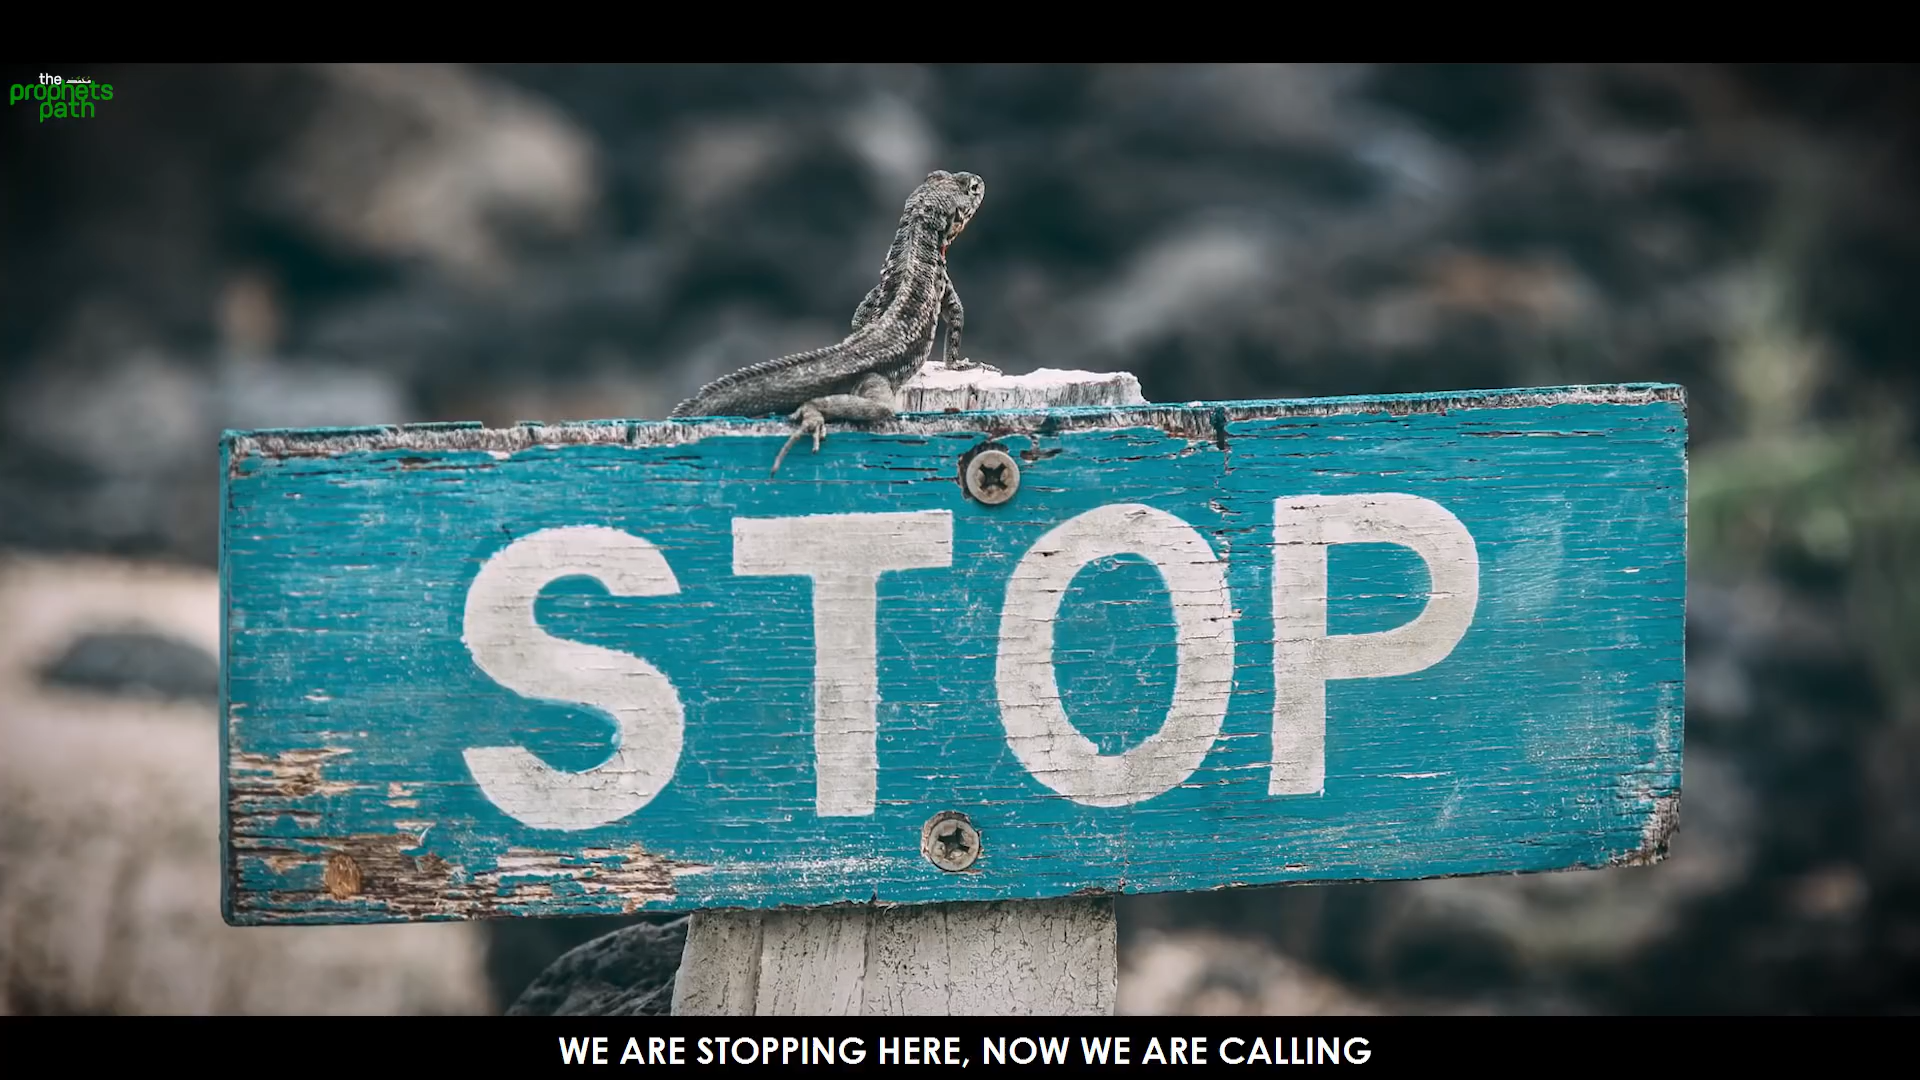 the
prophets
path
STOP
WE ARE STOPPING HERE, NOW WE ARE CALLING